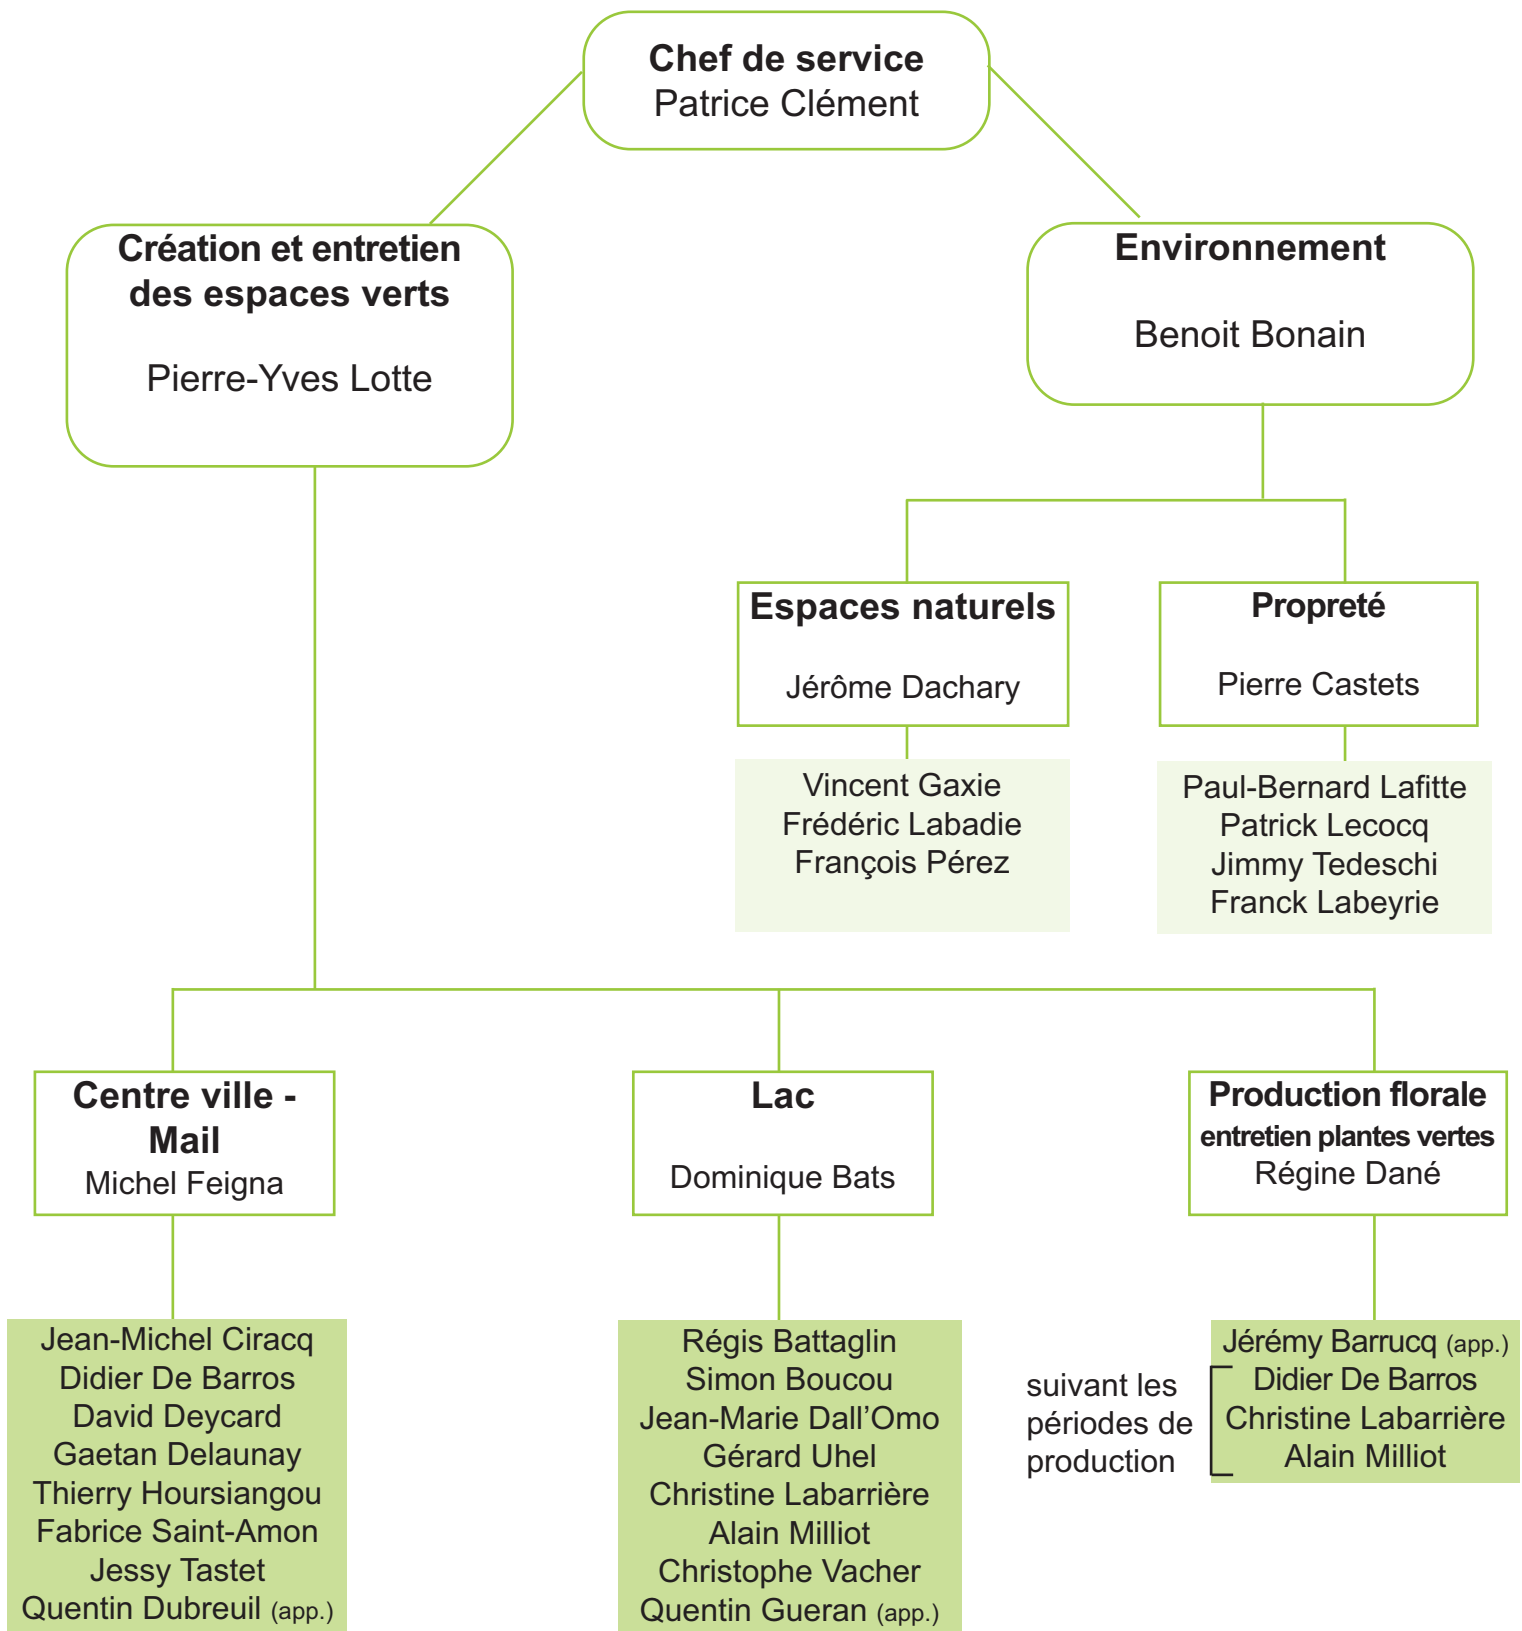 Chef de service
Patrice Clément
Création et entretien
des espaces verts
Pierre-Yves Lotte
Environnement
Benoit Bonain
Espaces naturels
Jérôme Dachary
Propreté
Pierre Castets
Vincent Gaxie
Frédéric Labadie
François Pérez
Paul-Bernard Lafitte
Patrick Lecocq
Jimmy Tedeschi
Franck Labeyrie
Centre ville -
Mail
Michel Feigna
Lac
Dominique Bats
Production florale
entretien plantes vertes
Régine Dané
Jean-Michel Ciracq
Didier De Barros
David Deycard
Gaetan Delaunay
Thierry Hoursiangou
Fabrice Saint-Amon
Jessy Tastet
Quentin Dubreuil (app.)
Régis Battaglin
Simon Boucou
Jean-Marie Dall’Omo
Gérard Uhel
Christine Labarrière
Alain Milliot
Christophe Vacher
Quentin Gueran (app.)
suivant les
périodes de
production
Jérémy Barrucq (app.)
Didier De Barros
Christine Labarrière
Alain Milliot